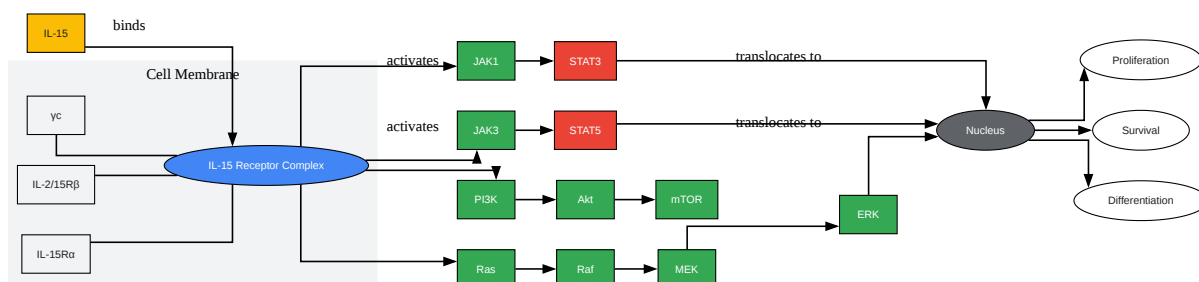 IL-15
binds
Cell Membrane
γc
IL-2/15Rβ
IL-15Rα
IL-15 Receptor Complex
activates
JAK1
STAT3
translocates to
activates
JAK3
STAT5
translocates to
PI3K
Akt
mTOR
Ras
Raf
MEK
ERK
Nucleus
Proliferation
Survival
Differentiation